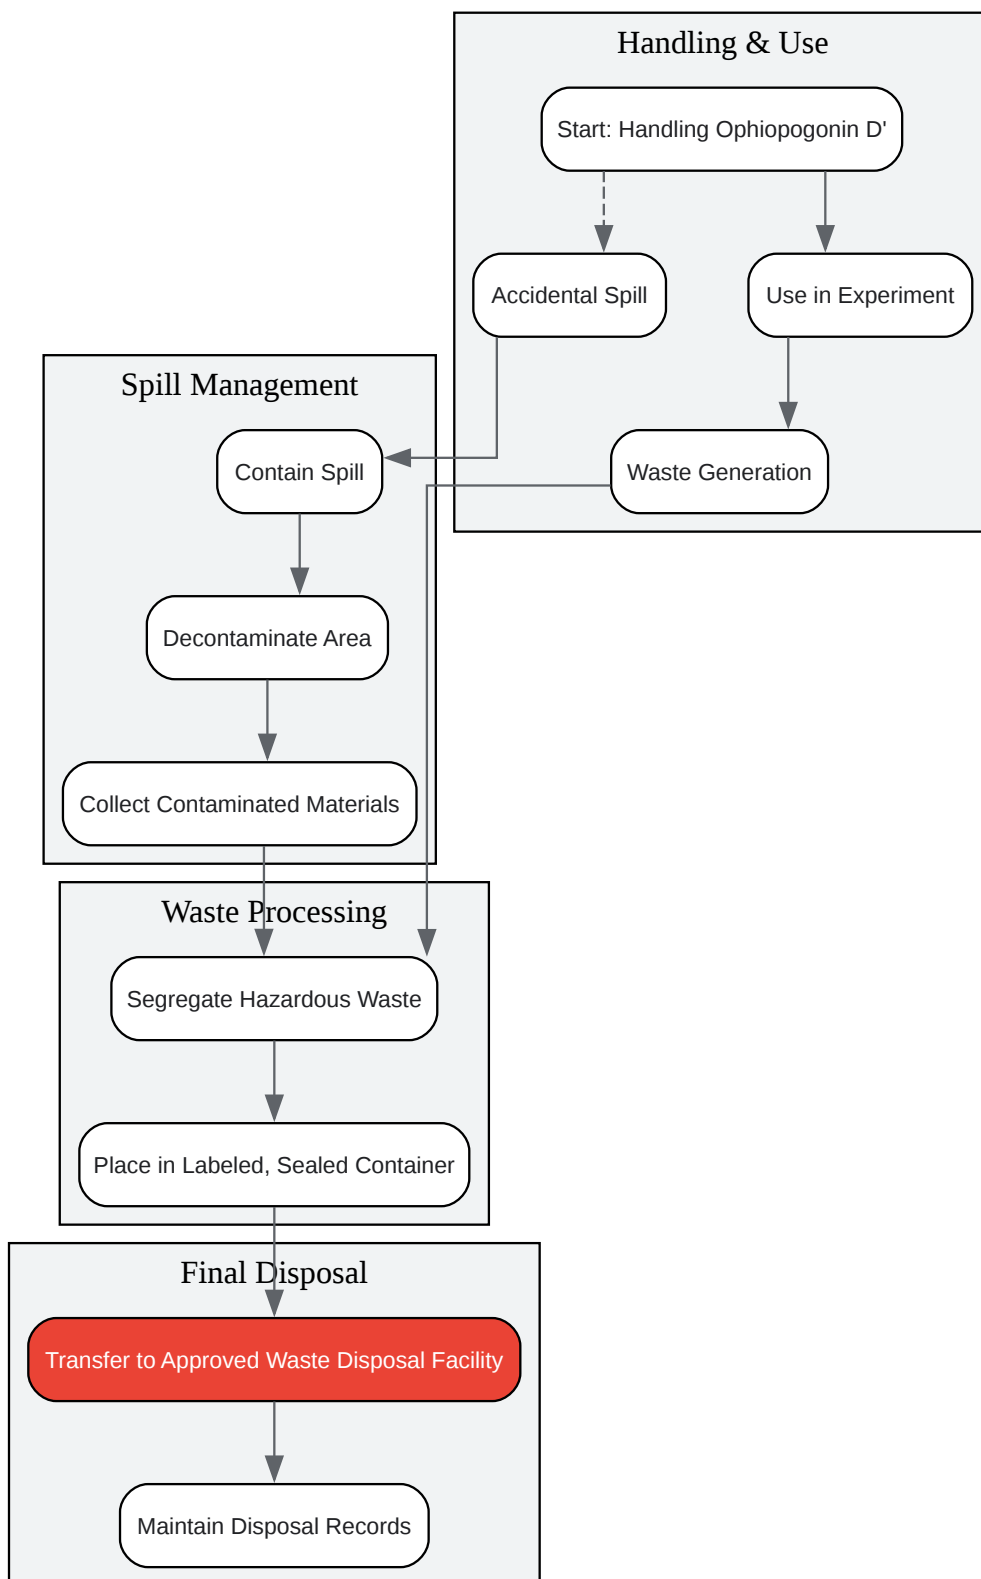 Handling & Use
Start: Handling Ophiopogonin D'
Accidental Spill
Use in Experiment
Spill Management
Contain Spill
Waste Generation
Decontaminate Area
Collect Contaminated Materials
Waste Processing
Segregate Hazardous Waste
Place in Labeled, Sealed Container
Final Disposal
Transfer to Approved Waste Disposal Facility
Maintain Disposal Records